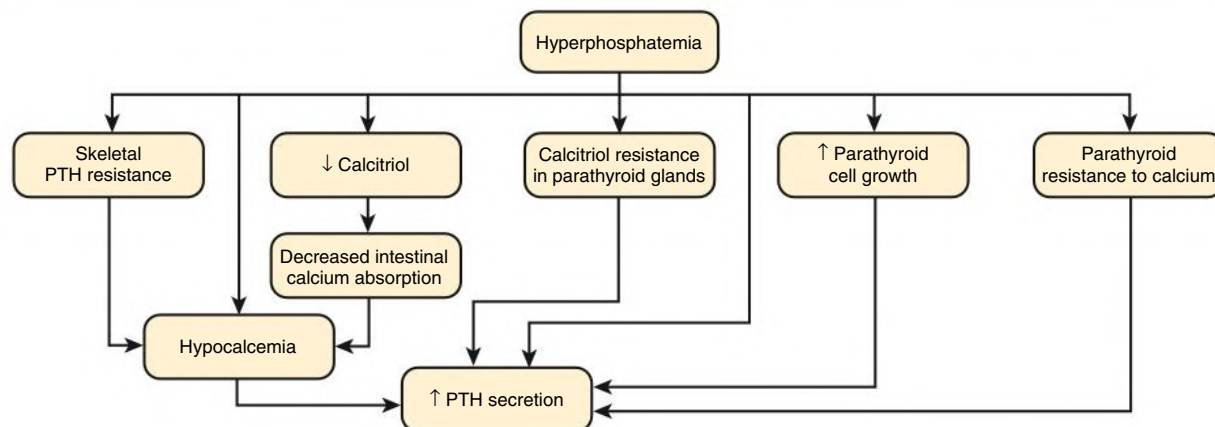 Hyperphosphatemia
Skeletal
PTH resistance
↓ Calcitriol
Calcitriol resistance
in parathyroid glands
↑ Parathyroid
cell growth
Parathyroid
resistance to calcium
Decreased intestinal
calcium absorption
Hypocalcemia
↑ PTH secretion